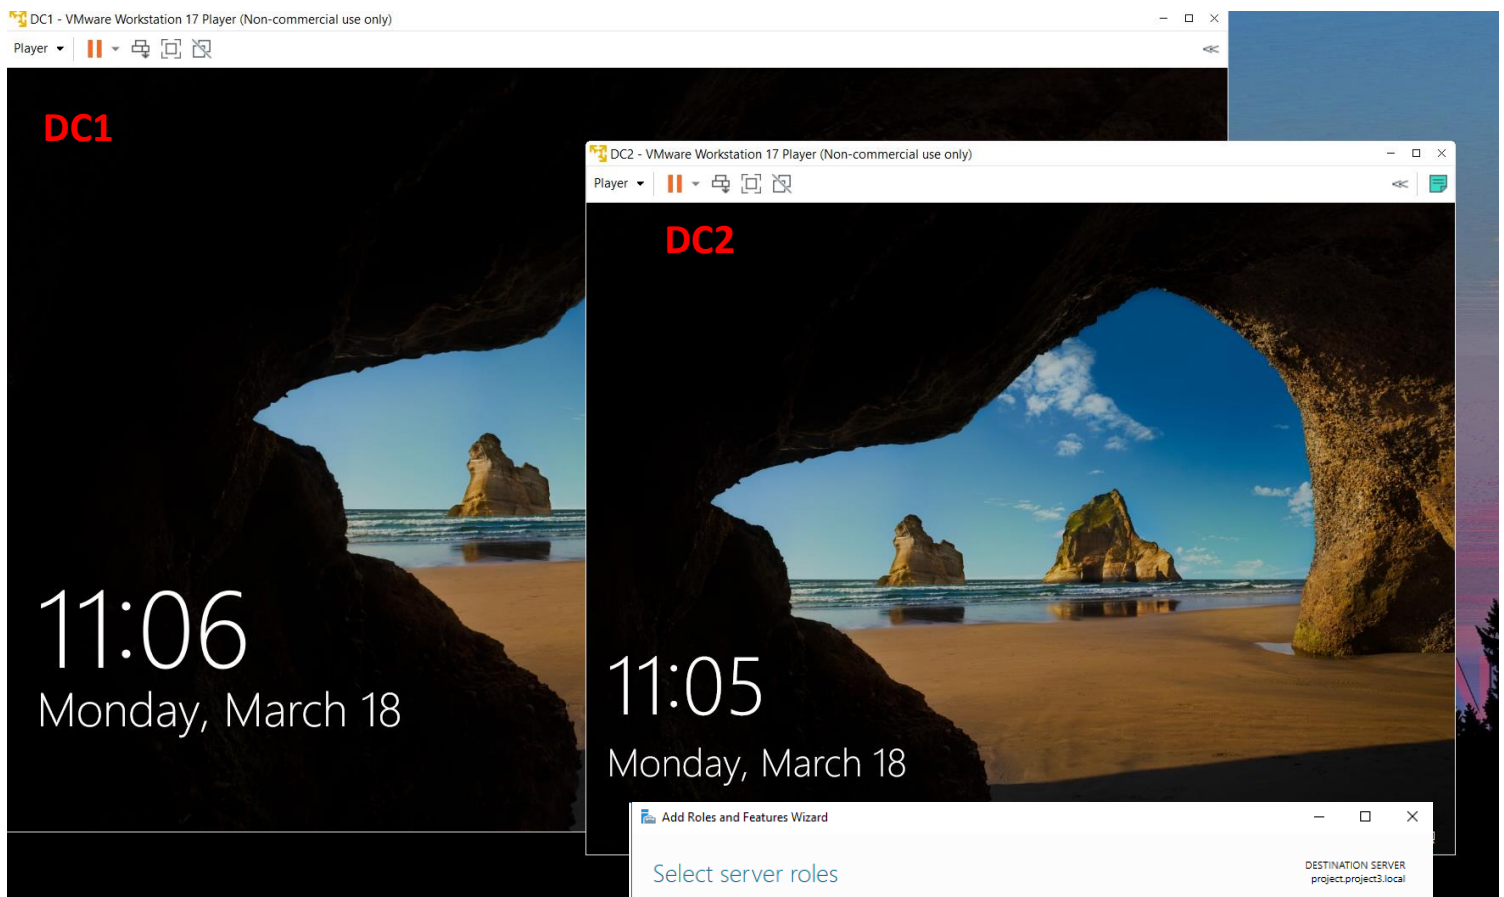 DC1 - VMware Workstation 17 Player (Non-commercial use only)
Player
DC1
11:06
Monday, March 18
DC2 - VMware Workstation 17 Player (Non-commercial use only)
Player
DC2
11:05
Monday, March 18
Add Roles and Features Wizard
Select server roles
DESTINATION SERVER
project.project3.local